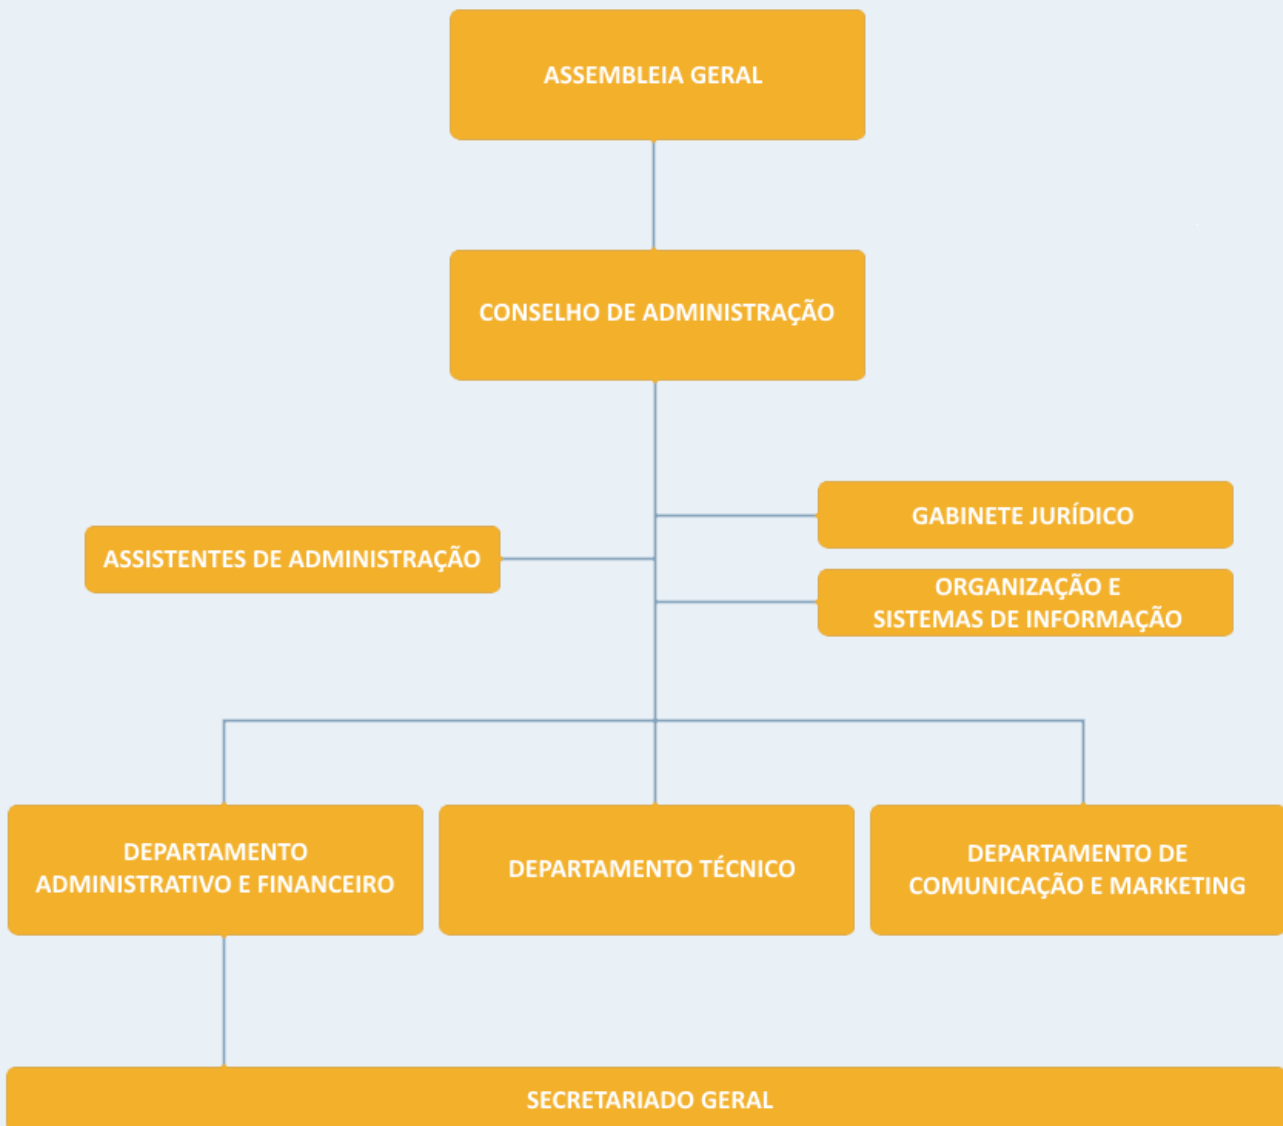 ASSEMBLEIA GERAL
CONSELHO DE ADMINISTRAÇÃO
GABINETE JURÍDICO
ASSISTENTES DE ADMINISTRAÇÃO
ORGANIZAÇÃO E
SISTEMAS DE INFORMAÇÃO
DEPARTAMENTO
ADMINISTRATIVO E FINANCEIRO
DEPARTAMENTO TÉCNICO
DEPARTAMENTO DE
COMUNICAÇÃO E MARKETING
SECRETARIADO GERAL